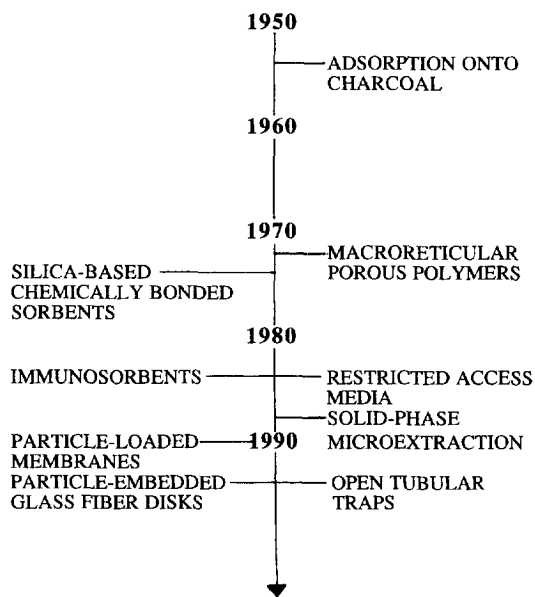 1950
ADSORPTION ONTO
CHARCOAL
1960
1970
MACRORETICULAR
POROUS POLYMERS
SILICA-BASED
CHEMICALLY BONDED
SORBENTS
1980
IMMUNOSORBENTS
RESTRICTED ACCESS
MEDIA
SOLID-PHASE
MICROEXTRACTION
PARTICLE-LOADED
MEMBRANES
1990
PARTICLE-EMBEDDED
GLASS FIBER DISKS
OPEN TUBULAR
TRAPS